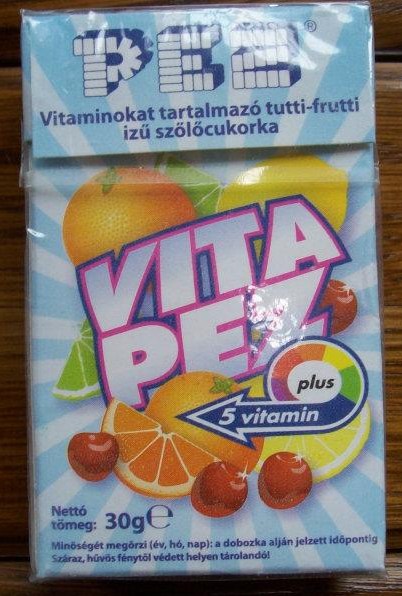 PEZ®
Vitaminokat tartalmazó tutti-frutti
izű szőlőcukorka
VITA
PEZ
plus
5 vitamin
Nettó
tömeg: 30g℮
Minőségét megőrzi (év, hó, nap): a dobozka alján jelzett időpontig
Száraz, hűvös fénytől védett helyen tárolandó!